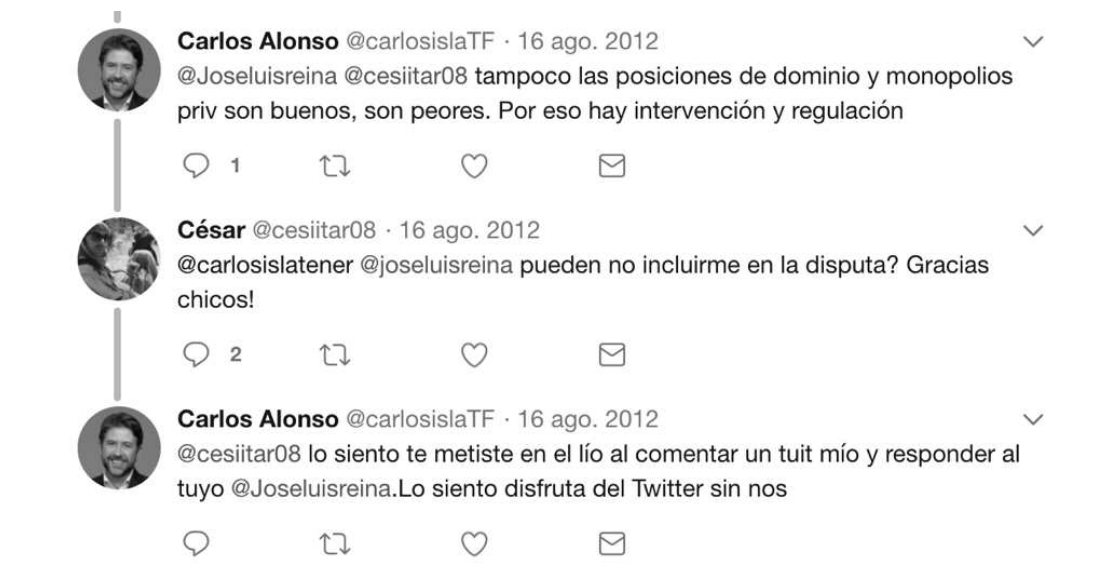 Carlos Alonso @carlosislaTF · 16 ago. 2012
@Joseluisreina @cesiitar08 tampoco las posiciones de dominio y monopolios
priv son buenos, son peores. Por eso hay intervención y regulación
1
César @cesiitar08 · 16 ago. 2012
@carlosislatener @joseluisreina pueden no incluirme en la disputa? Gracias
chicos!
2
Carlos Alonso @carlosislaTF · 16 ago. 2012
@cesiitar08 lo siento te metiste en el lío al comentar un tuit mío y responder al
tuyo @Joseluisreina.Lo siento disfruta del Twitter sin nos